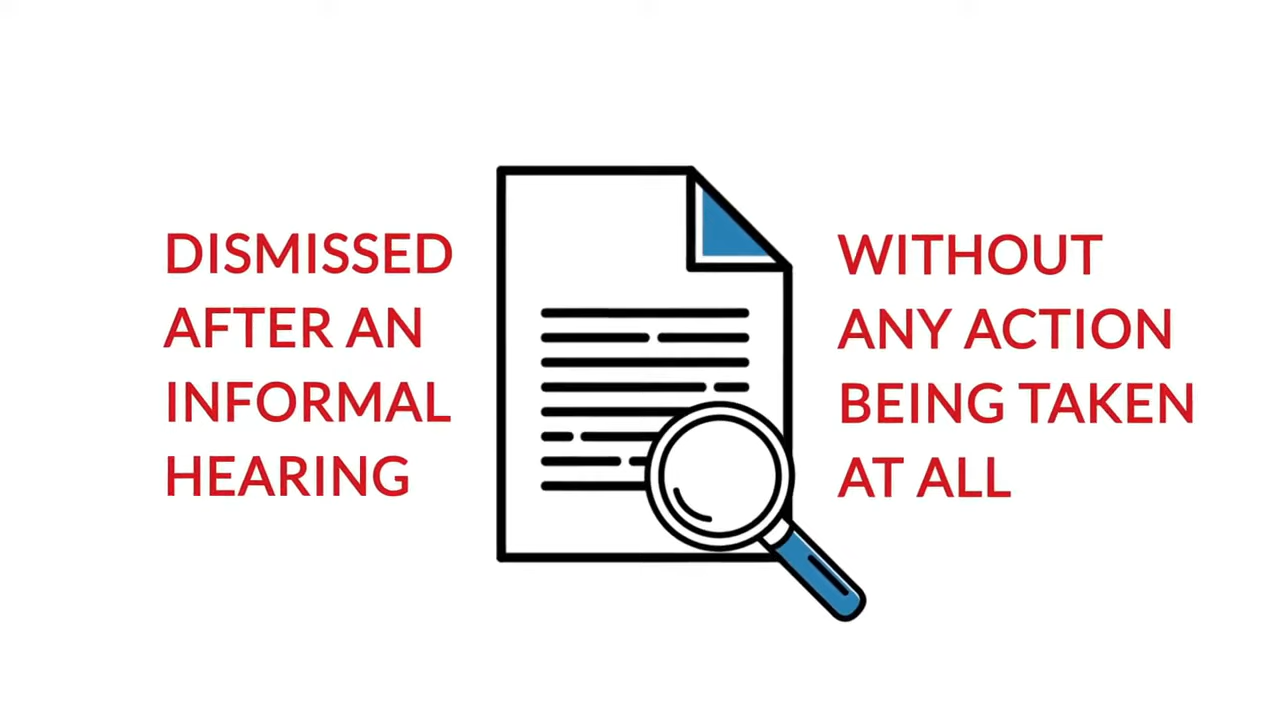 DISMISSED
AFTER AN
INFORMAL
HEARING
WITHOUT
ANY ACTION
BEING TAKEN
AT ALL